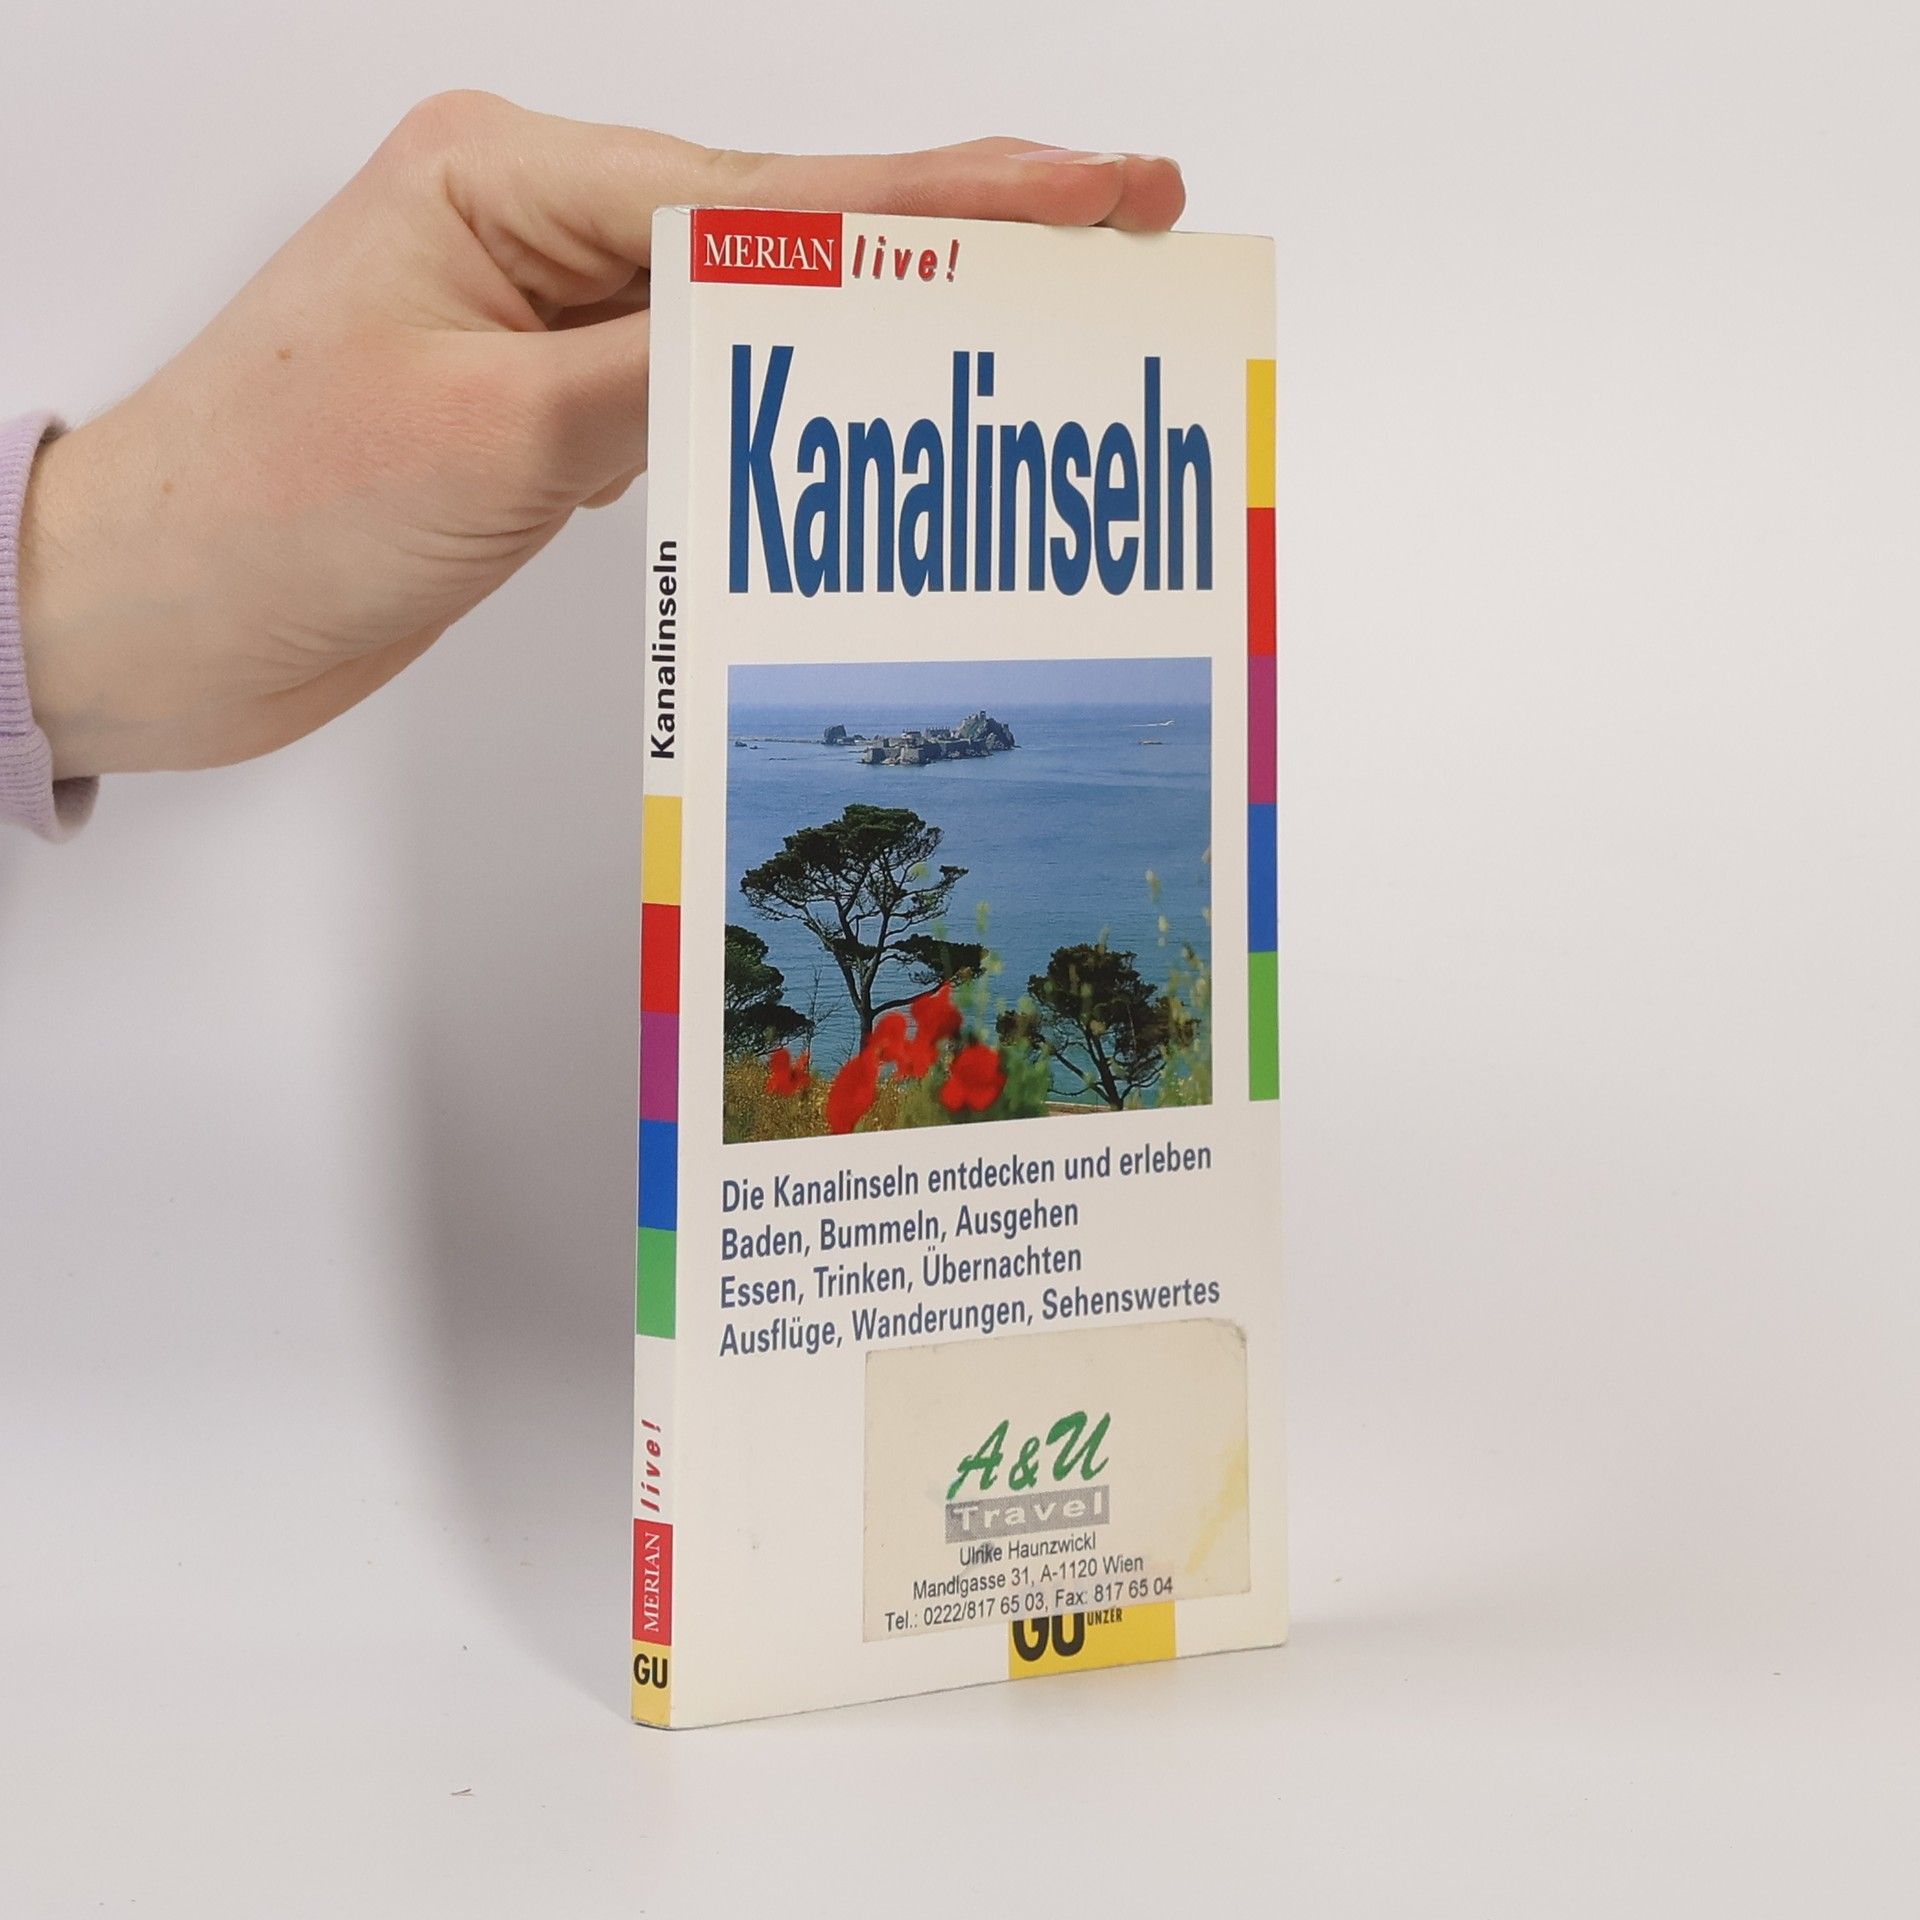 MERIAN live!
Kanalinseln
Die Kanalinseln entdecken und erleben
Baden, Bummeln, Ausgehen
Essen, Trinken, Übernachten
Ausflüge, Wanderungen, Sehenswertes
A&U
Travel
Ulrike Haunzwickl
Mandlgasse 31, A-1120 Wien
Tel.: 0222/817 65 03, Fax: 817 65 04
GU UNZER
Kanalinseln
MERIAN live!
GU